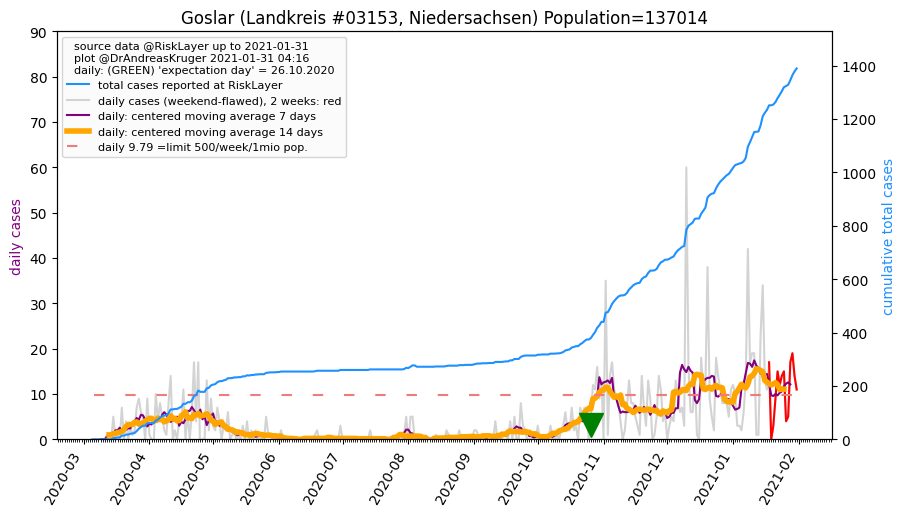 Goslar (Landkreis #03153, Niedersachsen) Population=137014
source data @RiskLayer up to 2021-01-31
plot @DrAndreasKruger 2021-01-31 04:16
daily: (GREEN) 'expectation day' = 26.10.2020
total cases reported at RiskLayer
daily cases (weekend-flawed), 2 weeks: red
daily: centered moving average 7 days
daily: centered moving average 14 days
daily 9.79 =limit 500/week/1mio pop.
daily cases
90
80
70
60
50
40
30
20
10
0
cumulative total cases
1400
1200
1000
800
600
400
200
0
2020-03
2020-04
2020-05
2020-06
2020-07
2020-08
2020-09
2020-10
2020-11
2020-12
2021-01
2021-02